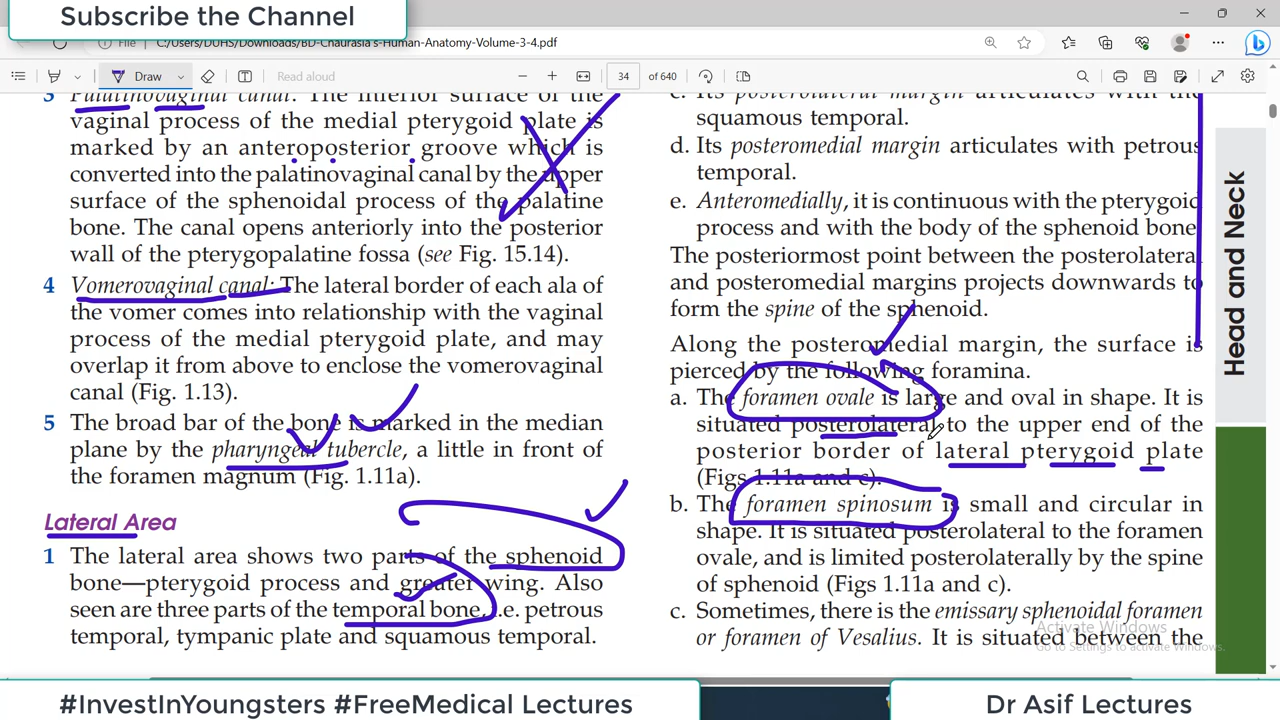 Subscribe the Channel
File
C:/Users/DUHS/Downloads/BD-Chaurasia's-Human-Anatomy-Volume-3-4.pdf
Draw
Read aloud
34
of 640
3 Palatinovaginal canal: The inferior surface of the
vaginal process of the medial pterygoid plate is
marked by an anteroposterior groove which is
converted into the palatinovaginal canal by the upper
surface of the sphenoidal process of the palatine
bone. The canal opens anteriorly into the posterior
wall of the pterygopalatine fossa (see Fig. 15.14).
4 Vomerovaginal canal: The lateral border of each ala of
the vomer comes into relationship with the vaginal
process of the medial pterygoid plate, and may
overlap it from above to enclose the vomerovaginal
canal (Fig. 1.13).
5 The broad bar of the bone is marked in the median
plane by the pharyngeal tubercle, a little in front of
the foramen magnum (Fig. 1.11a).
Lateral Area
1 The lateral area shows two parts of the sphenoid
bone—pterygoid process and greater wing. Also
seen are three parts of the temporal bone, i.e. petrous
temporal, tympanic plate and squamous temporal.
c. Its posterolateral margin articulates with the
squamous temporal.
d. Its posteromedial margin articulates with petrous
temporal.
e. Anteromedially, it is continuous with the pterygoid
process and with the body of the sphenoid bone.
The posteriormost point between the posterolateral
and posteromedial margins projects downwards to
form the spine of the sphenoid.
Along the posteromedial margin, the surface is
pierced by the following foramina.
a. The foramen ovale is large and oval in shape. It is
situated posterolateral to the upper end of the
posterior border of lateral pterygoid plate
(Figs 1.11a and c).
b. The foramen spinosum is small and circular in
shape. It is situated posterolateral to the foramen
ovale, and is limited posterolaterally by the spine
of sphenoid (Figs 1.11a and c).
c. Sometimes, there is the emissary sphenoidal foramen
or foramen of Vesalius. It is situated between the
Head and Neck
Activate Windows
Go to Settings to activate Windows.
#InvestInYoungsters #FreeMedical Lectures
Dr Asif Lectures